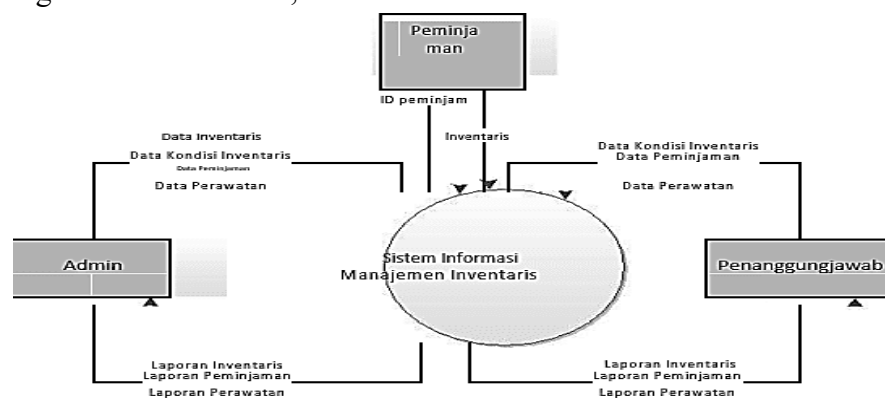 Peminja
man
ID peminjam
Inventaris
Data Inventaris
Data Kondisi Inventaris
Data Peminjaman
Data Perawatan
Data Kondisi Inventaris
Data Peminjaman
Data Perawatan
Admin
Sistem Informasi
Manajemen Inventaris
Penanggungjawab
Laporan Inventaris
Laporan Peminjaman
Laporan Perawatan
Laporan Inventaris
Laporan Peminjaman
Laporan Perawatan